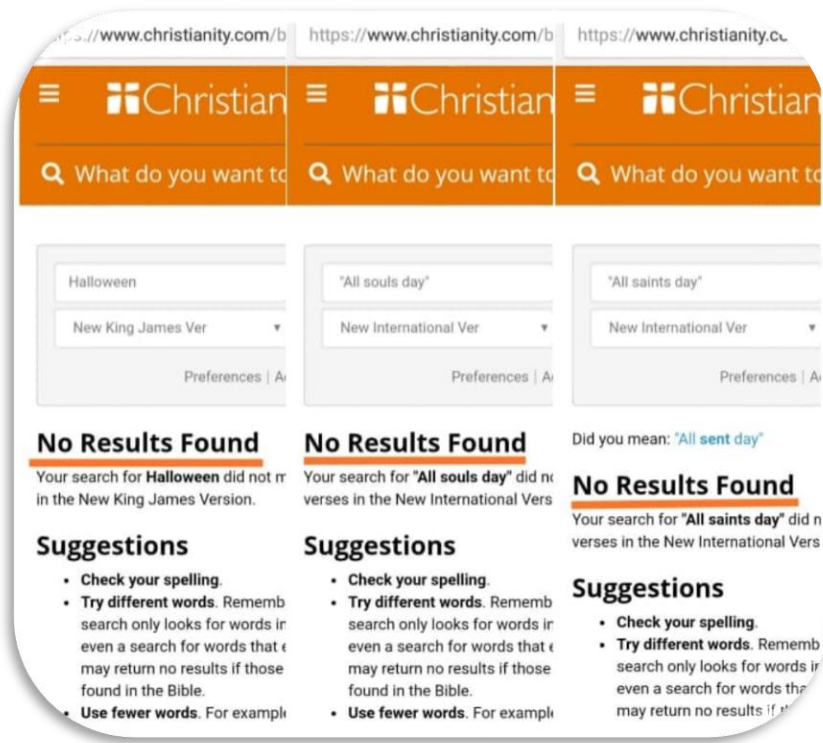 ://www.christianity.com/b
Christian
What do you want to
Halloween
New King James Ver
Preferences |
No Results Found
Your search for Halloween did not
in the New King James Version.
Suggestions
• Check your spelling.
• Try different words. Rememb
search only looks for words in
even a search for words that
may return no results if those
found in the Bible.
Use fewer words. For example
https://www.christianity.com/b
Christian
What do you want to
"All souls day"
New International Ver
Preferences |
No Results Found
Your search for "All souls day" did
verses in the New International Vers
Suggestions
• Check your spelling.
• Try different words. Rememb
search only looks for words in
even a search for words that
may return no results if those
found in the Bible.
• Use fewer words. For example
https://www.christianity.co
Christian
What do you want to
"All saints day"
New International Ver
Preferences |
Did you mean: "All sent day"
No Results Found
Your search for "All saints day" did
verses in the New International Vers
Suggestions
• Check your spelling.
• Try different words. Rememb
search only looks for words in
even a search for words
may return no results if